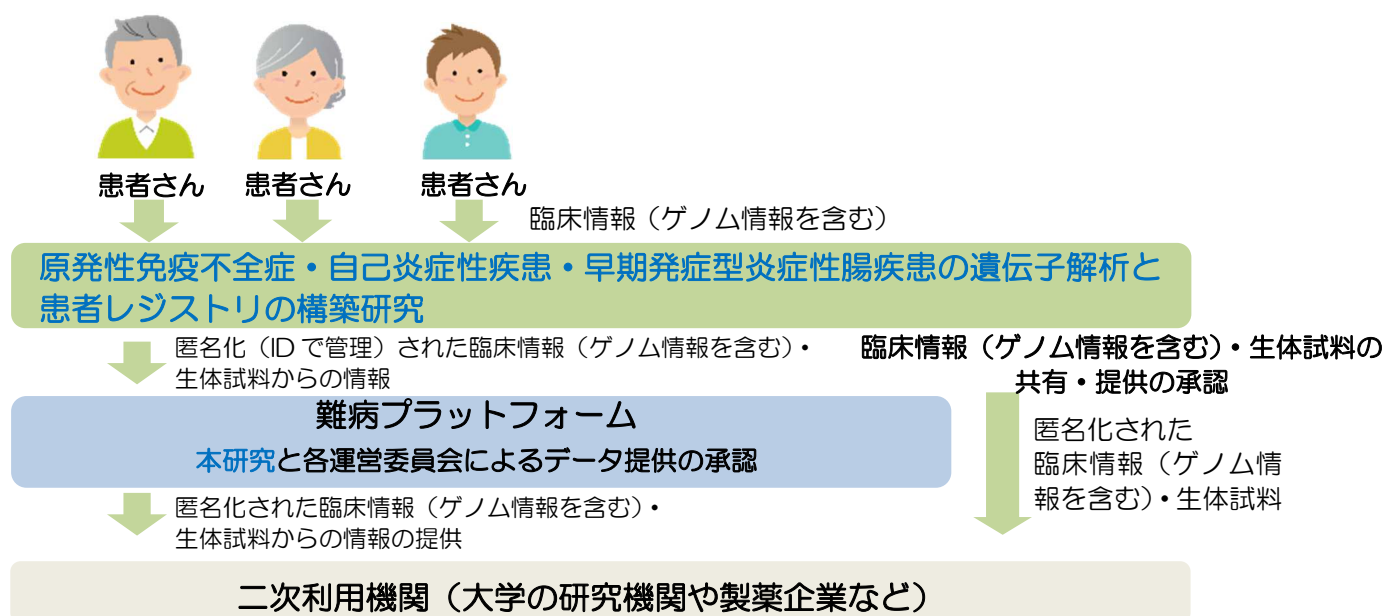 患者さん 患者さん 患者さん
臨床情報（ゲノム情報を含む）
原発性免疫不全症・自己炎症性疾患・早期発症型炎症性腸疾患の遺伝子解析と
患者レジストリの構築研究
匿名化（ID で管理）された臨床情報（ゲノム情報を含む）・
生体試料からの情報
臨床情報（ゲノム情報を含む）・生体試料の
共有・提供の承認
難病プラットフォーム
本研究と各運営委員会によるデータ提供の承認
匿名化された
臨床情報（ゲノム情
報を含む）・生体試料
匿名化された臨床情報（ゲノム情報を含む）・
生体試料からの情報の提供
二次利用機関（大学の研究機関や製薬企業など）